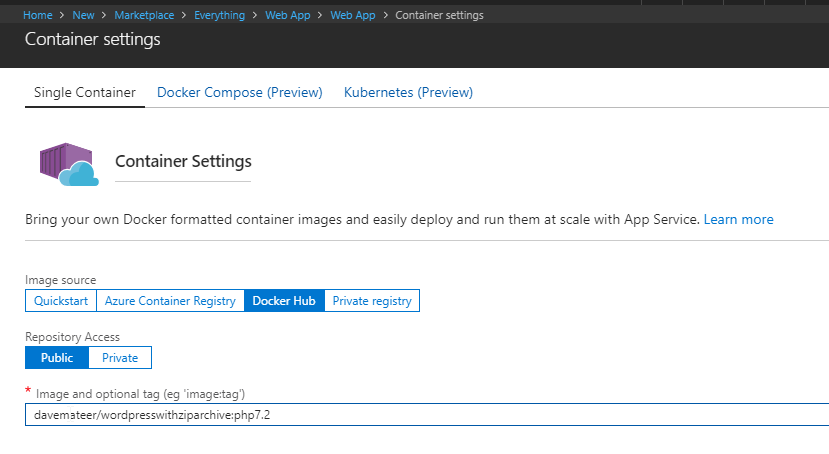 Home > New > Marketplace > Everything > Web App > Web App > Container settings
Container settings
Single Container Docker Compose (Preview) Kubernetes (Preview)
Container Settings
Bring your own Docker formatted container images and easily deploy and run them at scale with App Service. Learn more
Image source
Quickstart Azure Container Registry Docker Hub Private registry
Repository Access
Public Private
* Image and optional tag (eg 'image:tag')
davemateer/wordpresswithziparchive:php7.2